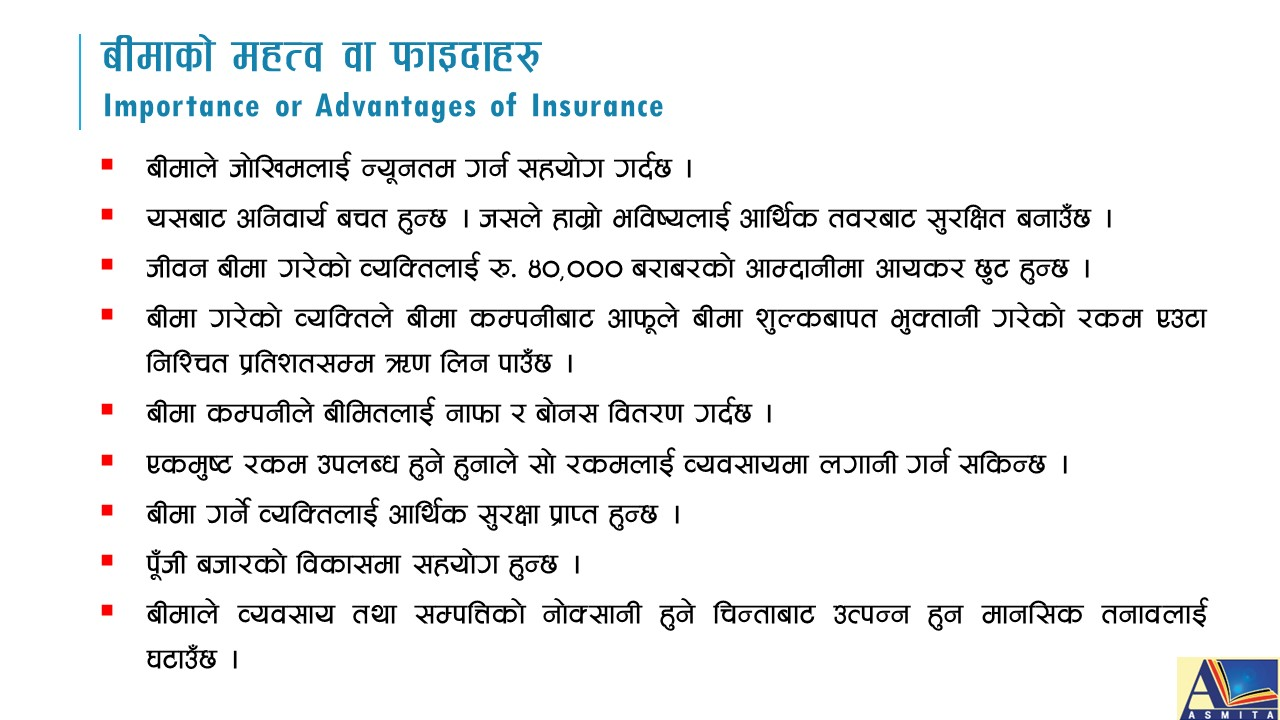 बीमाको महत्व वा फाइदाहरु
Importance or Advantages of Insurance
▪ बीमाले जोखिमलाई न्यूनतम गर्न सहयोग गर्दछ ।
▪ यसबाट अनिवार्य बचत हुन्छ । जसले हाम्रो भविष्यलाई आर्थिक तवरबाट सुरक्षित बनाउँछ ।
▪ जीवन बीमा गरेको व्यक्तिलाई रु. ४०,००० बराबरको आम्दानीमा आयकर छुट हुन्छ ।
▪ बीमा गरेको व्यक्तिले बीमा कम्पनीबाट आफूले बीमा शुल्कबापत भुक्तानी गरेको रकम एउटा
निश्चित प्रतिशतसम्म ऋण लिन पाउँछ ।
▪ बीमा कम्पनीले बीमितलाई नाफा र बोनस वितरण गर्दछ ।
▪ एकमुष्ट रकम उपलब्ध हुने हुनाले सो रकमलाई व्यवसायमा लगानी गर्न सकिन्छ ।
▪ बीमा गर्ने व्यक्तिलाई आर्थिक सुरक्षा प्राप्त हुन्छ ।
▪ पूँजी बजारको विकासमा सहयोग हुन्छ ।
▪ बीमाले व्यवसाय तथा सम्पत्तिको नोक्सानी हुने चिन्ताबाट उत्पन्न हुन मानसिक तनावलाई
घटाउँछ ।
ASMITA